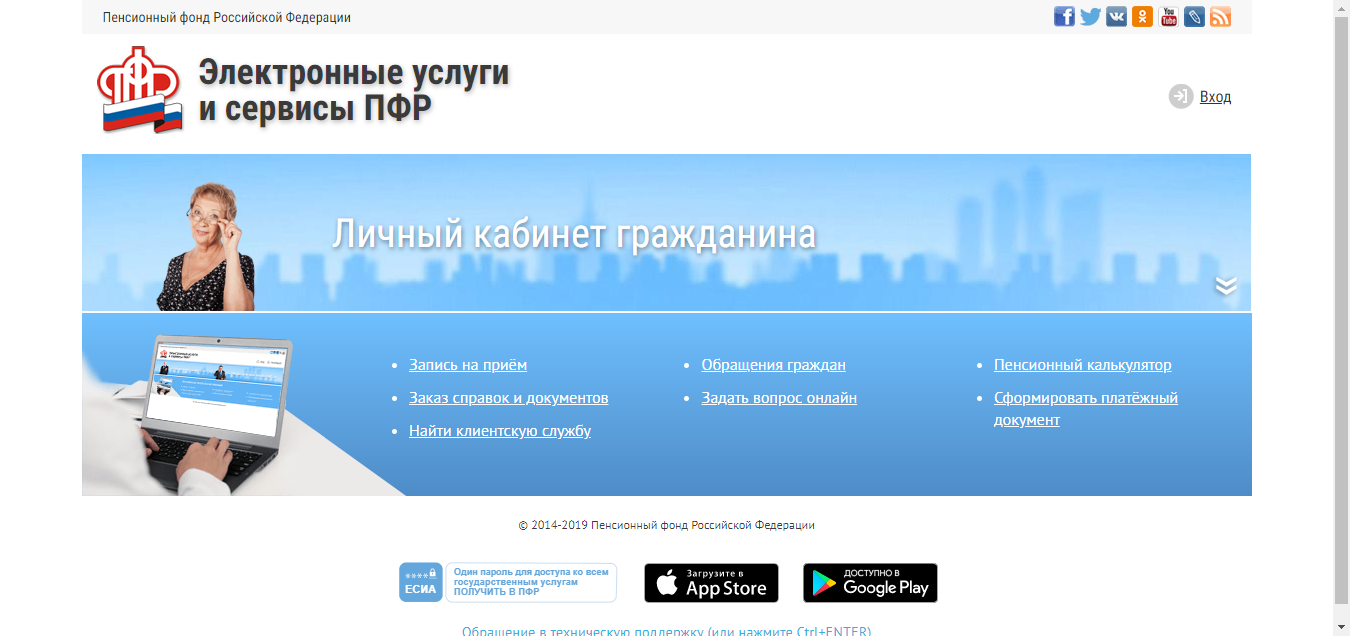 Пенсионный фонд Российской Федерации
You
Tube
Электронные услуги
и сервисы ПФР
Вход
Личный кабинет гражданина
Запись на приём
Заказ справок и документов
Найти клиентскую службу
Обращения граждан
Задать вопрос онлайн
Пенсионный калькулятор
Сформировать платёжный
документ
© 2014-2019 Пенсионный фонд Российской Федерации
****
ЕСИА
Один пароль для доступа ко всем
государственным услугам
ПОЛУЧИТЬ В ПФР
Загрузите в
App Store
ДОСТУПНО В
Google Play
Обращение в техническую поддержку (или нажмите Ctrl+ENTER)